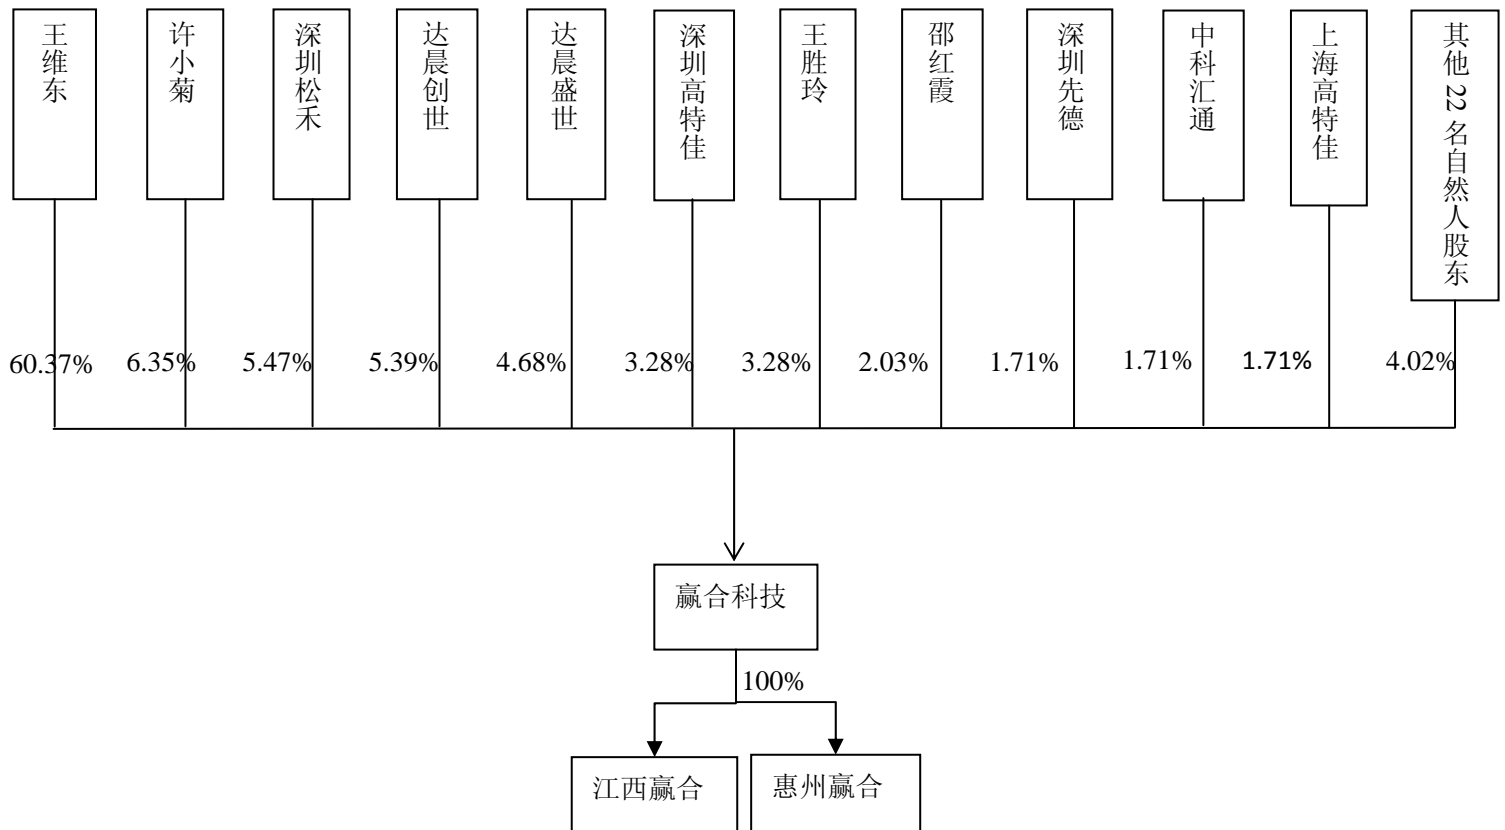 王维东
许小菊
深圳松禾
达晨创世
达晨盛世
深圳高特佳
王胜玲
邵红霞
深圳先德
中科汇通
上海高特佳
其他 22 名自然人股东
60.37%
6.35%
5.47%
5.39%
4.68%
3.28%
3.28%
2.03%
1.71%
1.71%
1.71%
4.02%
赢合科技
100%
江西赢合
惠州赢合